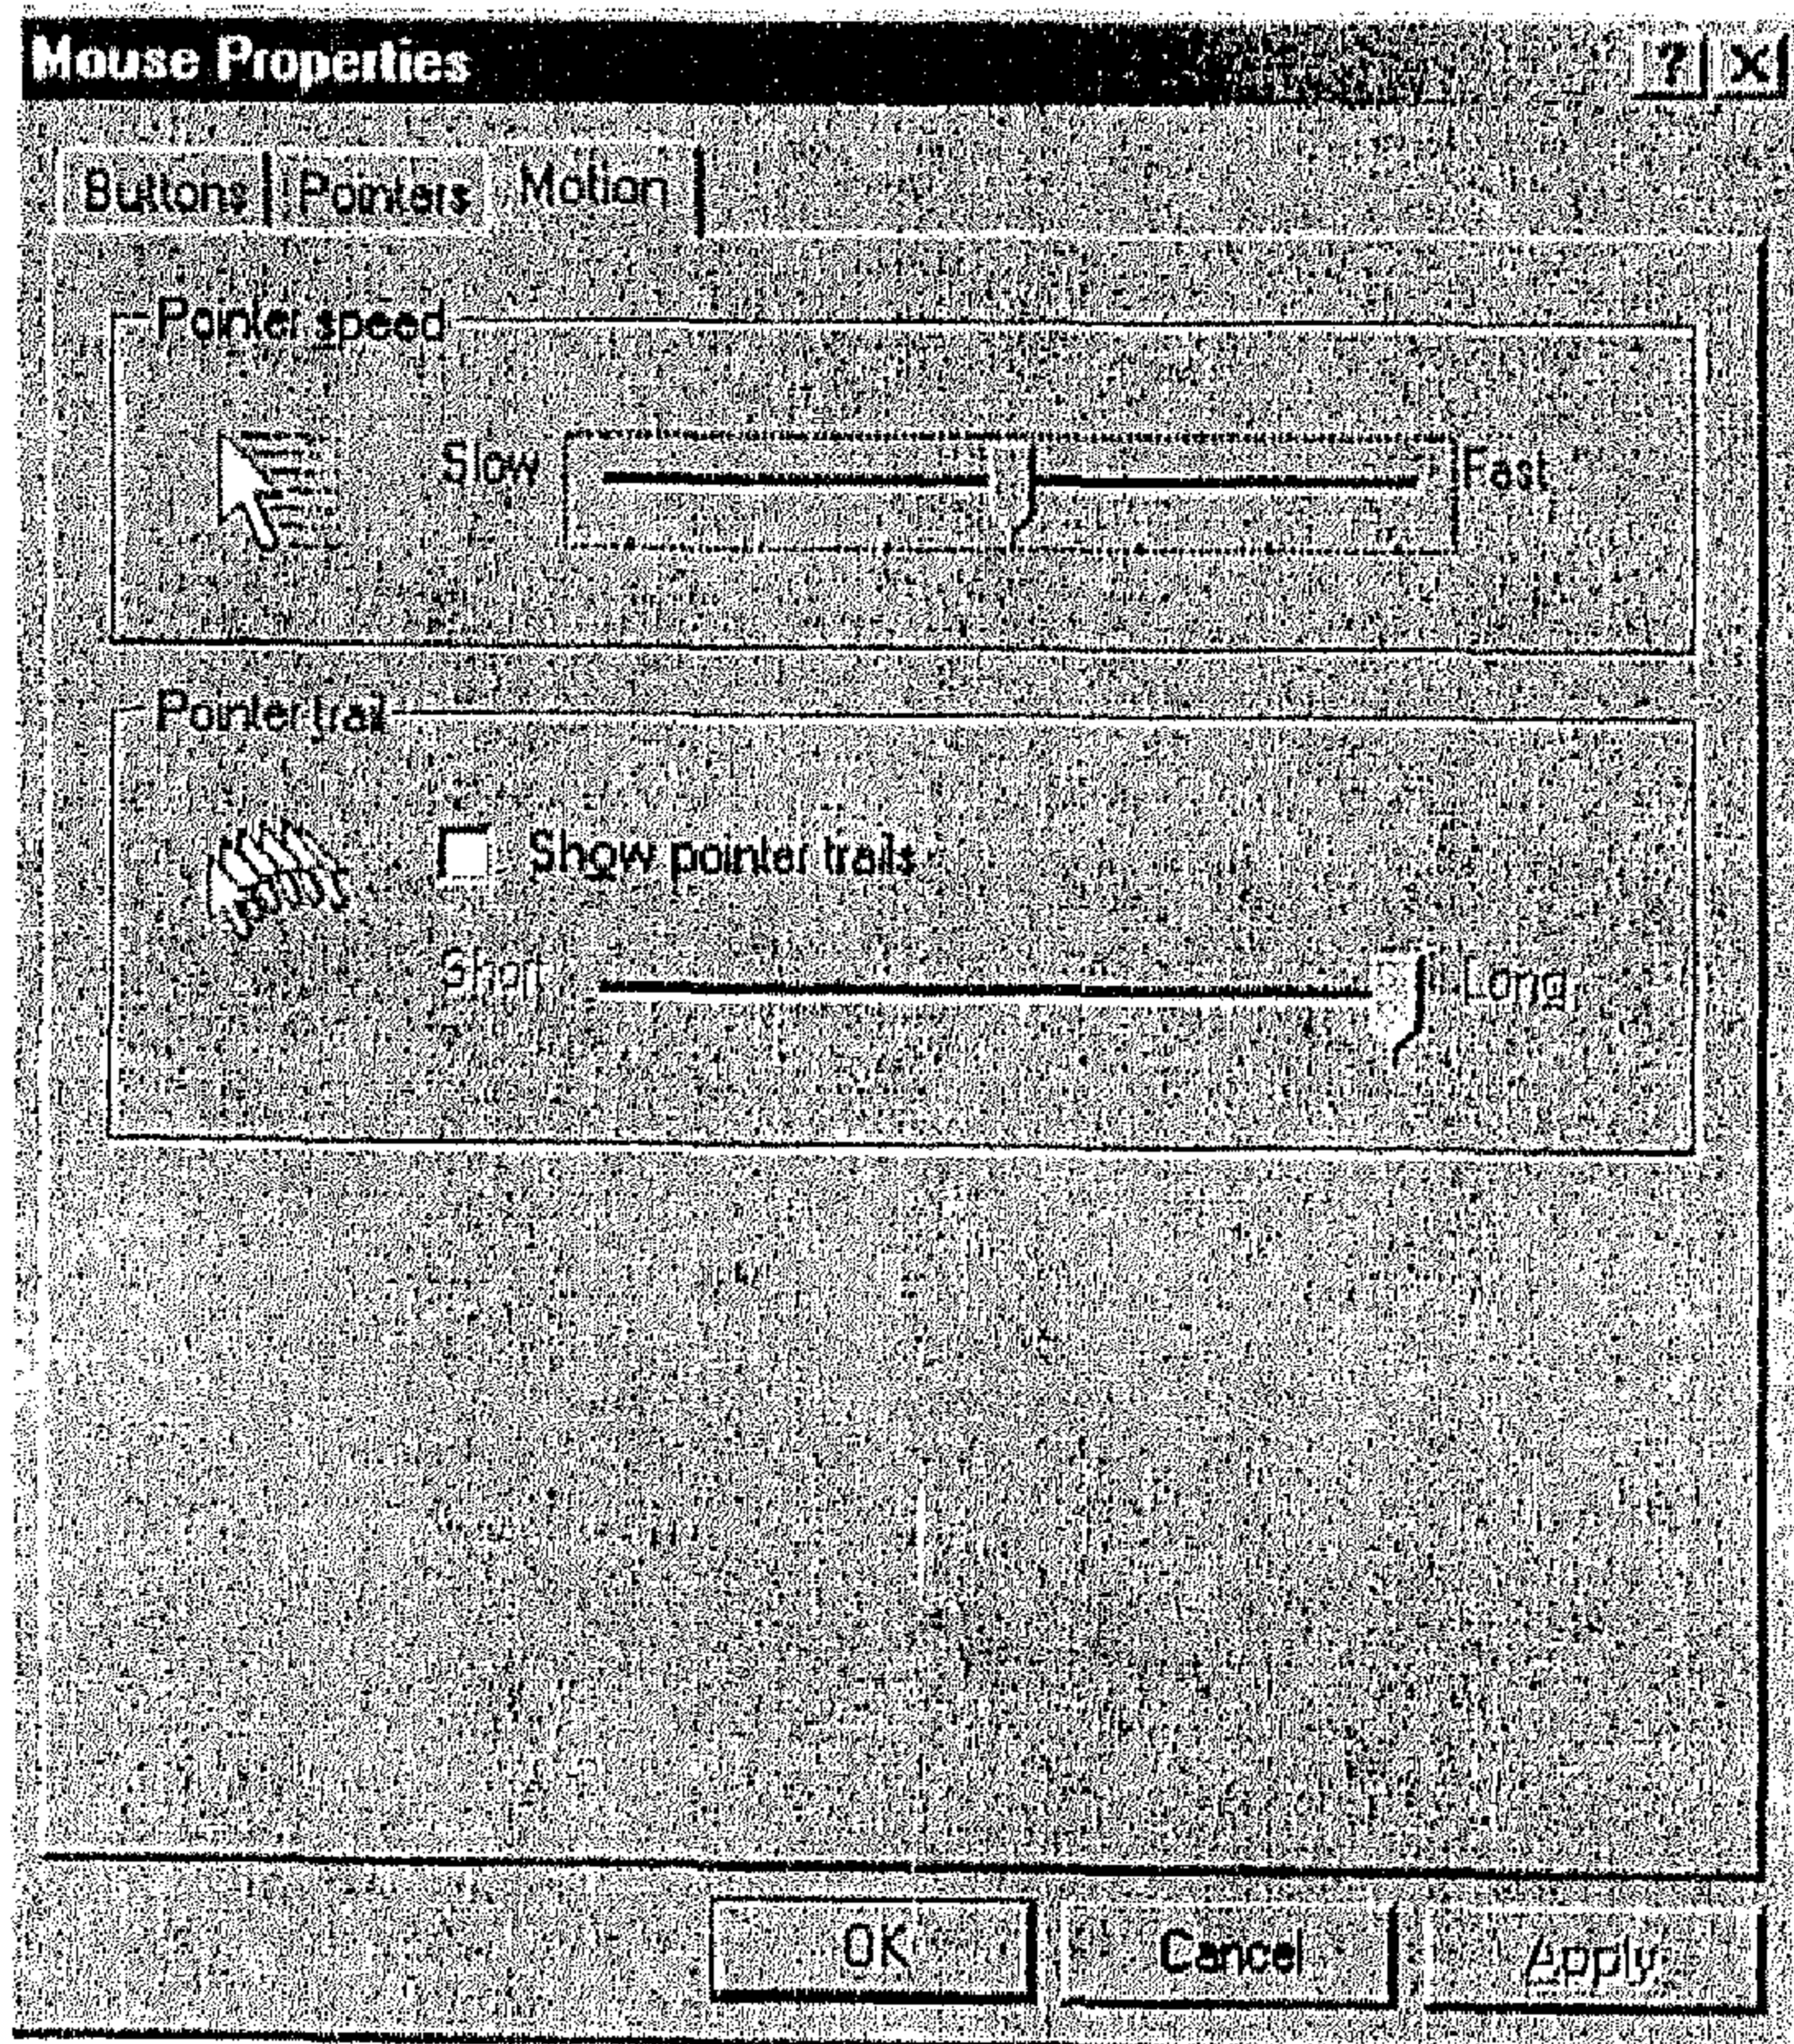 Mouse Properties ? X
Buttons Pointers Motion
Pointer speed
Slow Fast
Pointer trail
Show pointer trails
Short Long
OK Cancel Apply